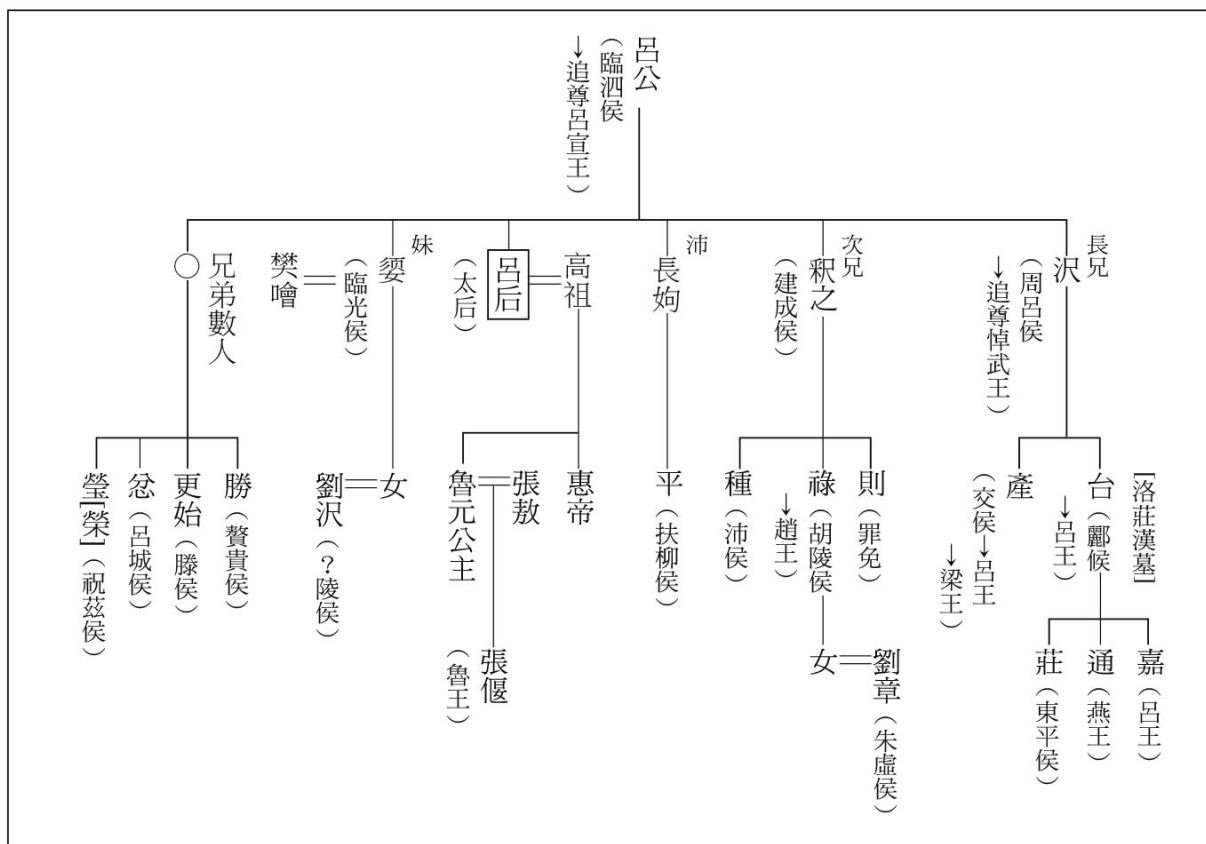 呂公
(臨泗侯
→追尊呂宣王)
長兄
沢
(周呂侯
→追尊悼武王)
次兄
釈之
(建成侯)
沛
長姁
高祖
呂后
(太后)
妹
嬃
(臨光侯)
樊噲
兄弟數人
○
[洛莊漢墓]
台(酈候
→呂王)
產
(交侯→呂王
→梁王)
則(罪免)
祿(胡陵侯
→趙王)
種(沛侯)
平(扶柳侯)
惠帝
張敖
魯元公主
女
劉沢(?陵侯)
勝(贅貴侯)
更始(滕侯)
忿(呂城侯)
瑩[榮](祝茲侯)
嘉(呂王)
通(燕王)
莊(東平侯)
劉章(朱虛侯)
女
張偃
(魯王)